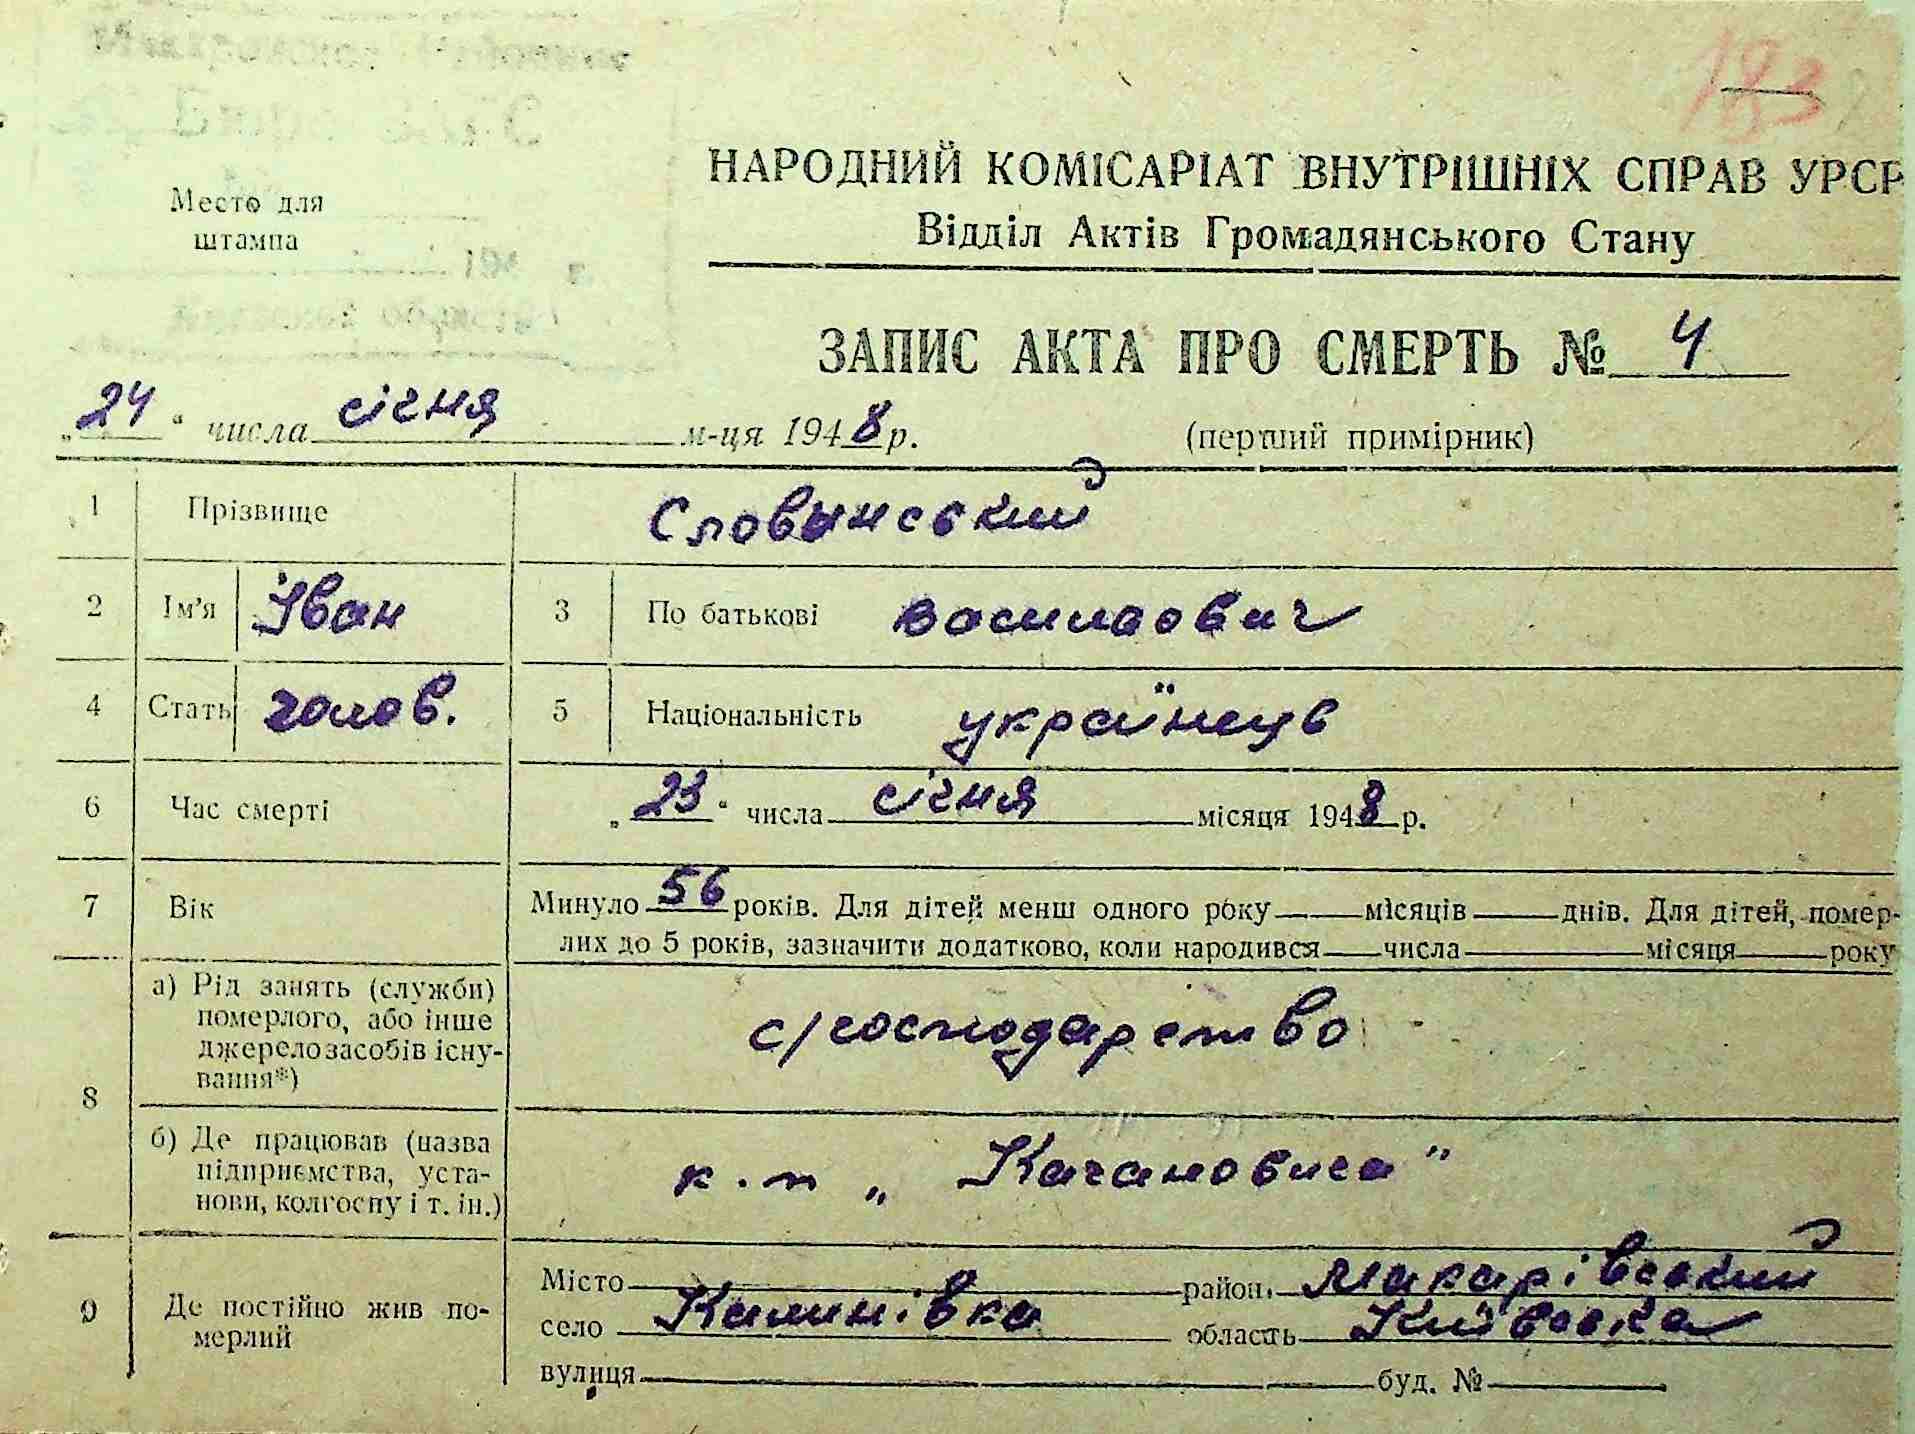 183
Место для
штампа
НАРОДНИЙ КОМІСАРІАТ ВНУТРІШНІХ СПРАВ УРСР
Відділ Актів Громадянського Стану
ЗАПИС АКТА ПРО СМЕРТЬ № 4
„24“ числа січня м-ця 1948 р. (перший примірник)
1 Прізвище Словинський
2 Ім’я Іван 3 По батькові Василович
4 Стать голов. 5 Національність українець
6 Час смерті „23“ числа січня місяця 1948 р.
7 Вік Минуло 56 років. Для дітей менш одного року місяців днів. Для дітей, помер-
лих до 5 років, зазначити додатково, коли народився числа місяця року
8 а) Рід занять (служби)
померлого, або інше
джерело засобів існу-
вання*)
с/господарство
б) Де працював (назва
підприємства, уста-
нови, колгоспу і т. ін.)
к.п „Кагановича”
9 Де постійно жив по-
мерлий
Місто район Макарівський
село Калинівка область Київська
вулиця буд. №